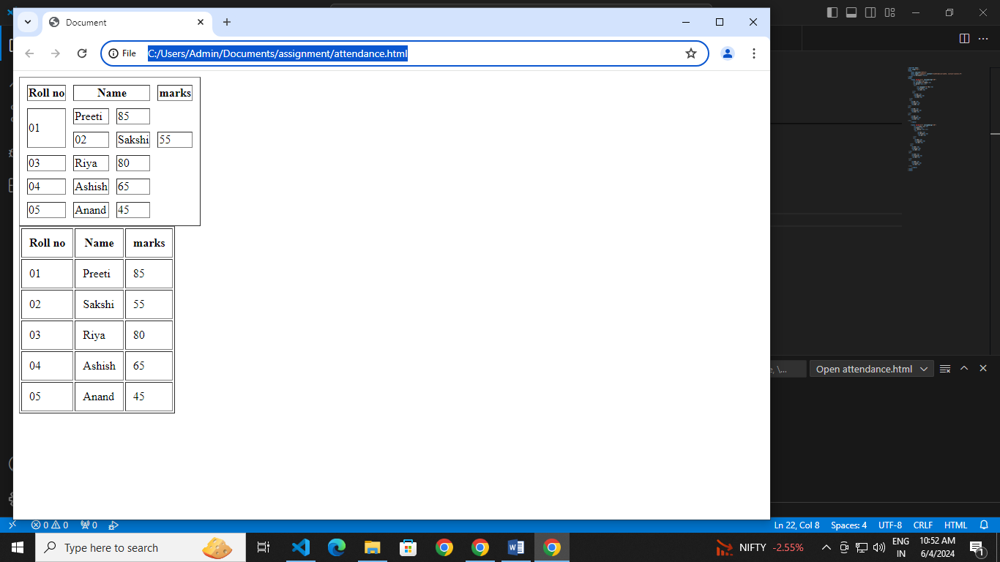 Document
File C:/Users/Admin/Documents/assignment/attendance.html
Roll no Name marks
01 Preeti 85
02 Sakshi 55
03 Riya 80
04 Ashish 65
05 Anand 45
Roll no Name marks
01 Preeti 85
02 Sakshi 55
03 Riya 80
04 Ashish 65
05 Anand 45
Open attendance.html
0 0 0 Ln 22, Col 8 Spaces: 4 UTF-8 CRLF HTML
Type here to search NIFTY -2.55% ENG IN 10:52 AM 6/4/2024 1